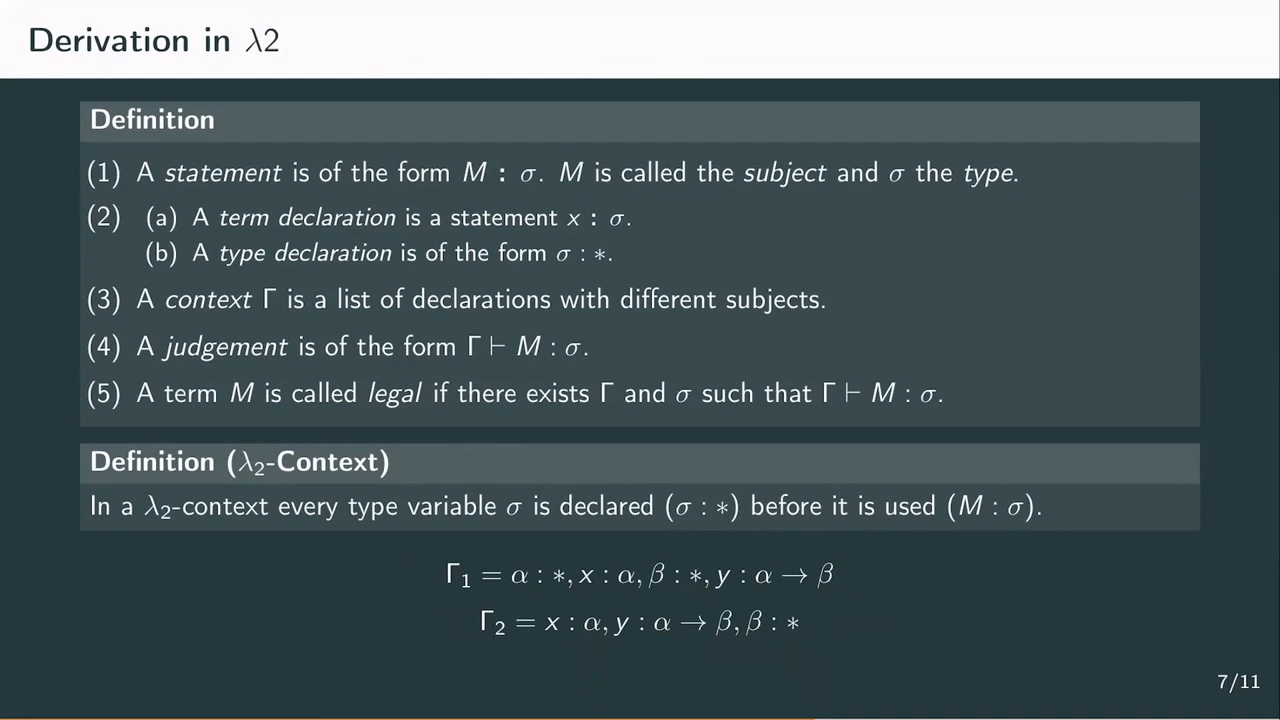 Derivation in λ2
Definition
(1) A statement is of the form M : σ. M is called the subject and σ the type.
(2) (a) A term declaration is a statement x : σ.
(b) A type declaration is of the form σ : ∗.
(3) A context Γ is a list of declarations with different subjects.
(4) A judgement is of the form Γ ⊢ M : σ.
(5) A term M is called legal if there exists Γ and σ such that Γ ⊢ M : σ.
Definition (λ₂-Context)
In a λ₂-context every type variable σ is declared (σ : ∗) before it is used (M : σ).
Γ₁ = α : ∗, x : α, β : ∗, y : α → β
Γ₂ = x : α, y : α → β, β : ∗
7/11